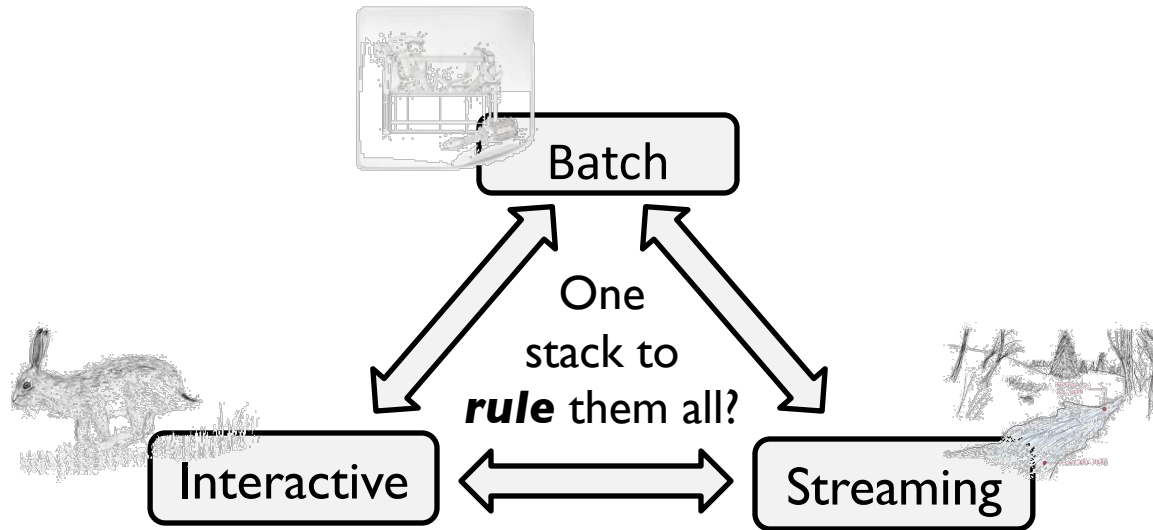 Batch
One
stack to
rule them all?
Interactive
Streaming